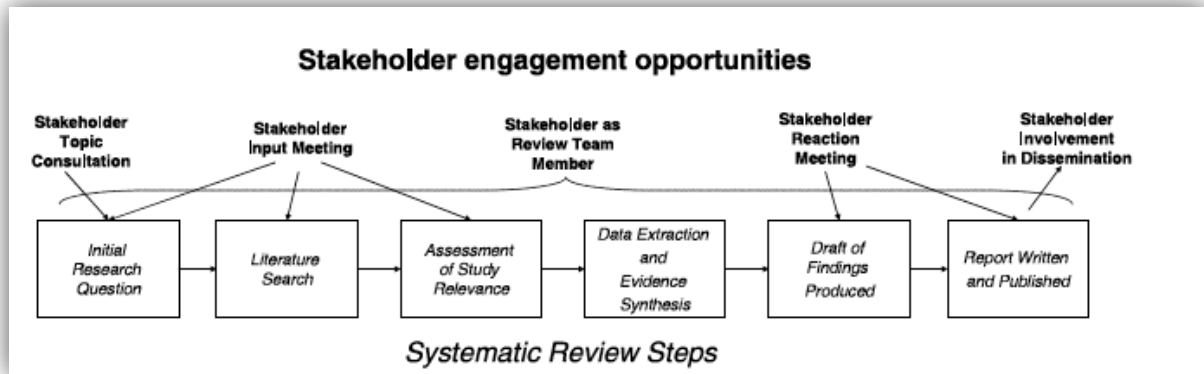 Stakeholder engagement opportunities
Stakeholder
Topic
Consultation
Stakeholder
Input Meeting
Stakeholder as
Review Team
Member
Stakeholder
Reaction
Meeting
Stakeholder
Involvement
in Dissemination
Initial
Research
Question
Literature
Search
Assessment
of Study
Relevance
Data Extraction
and
Evidence
Synthesis
Draft of
Findings
Produced
Report Written
and Published
Systematic Review Steps